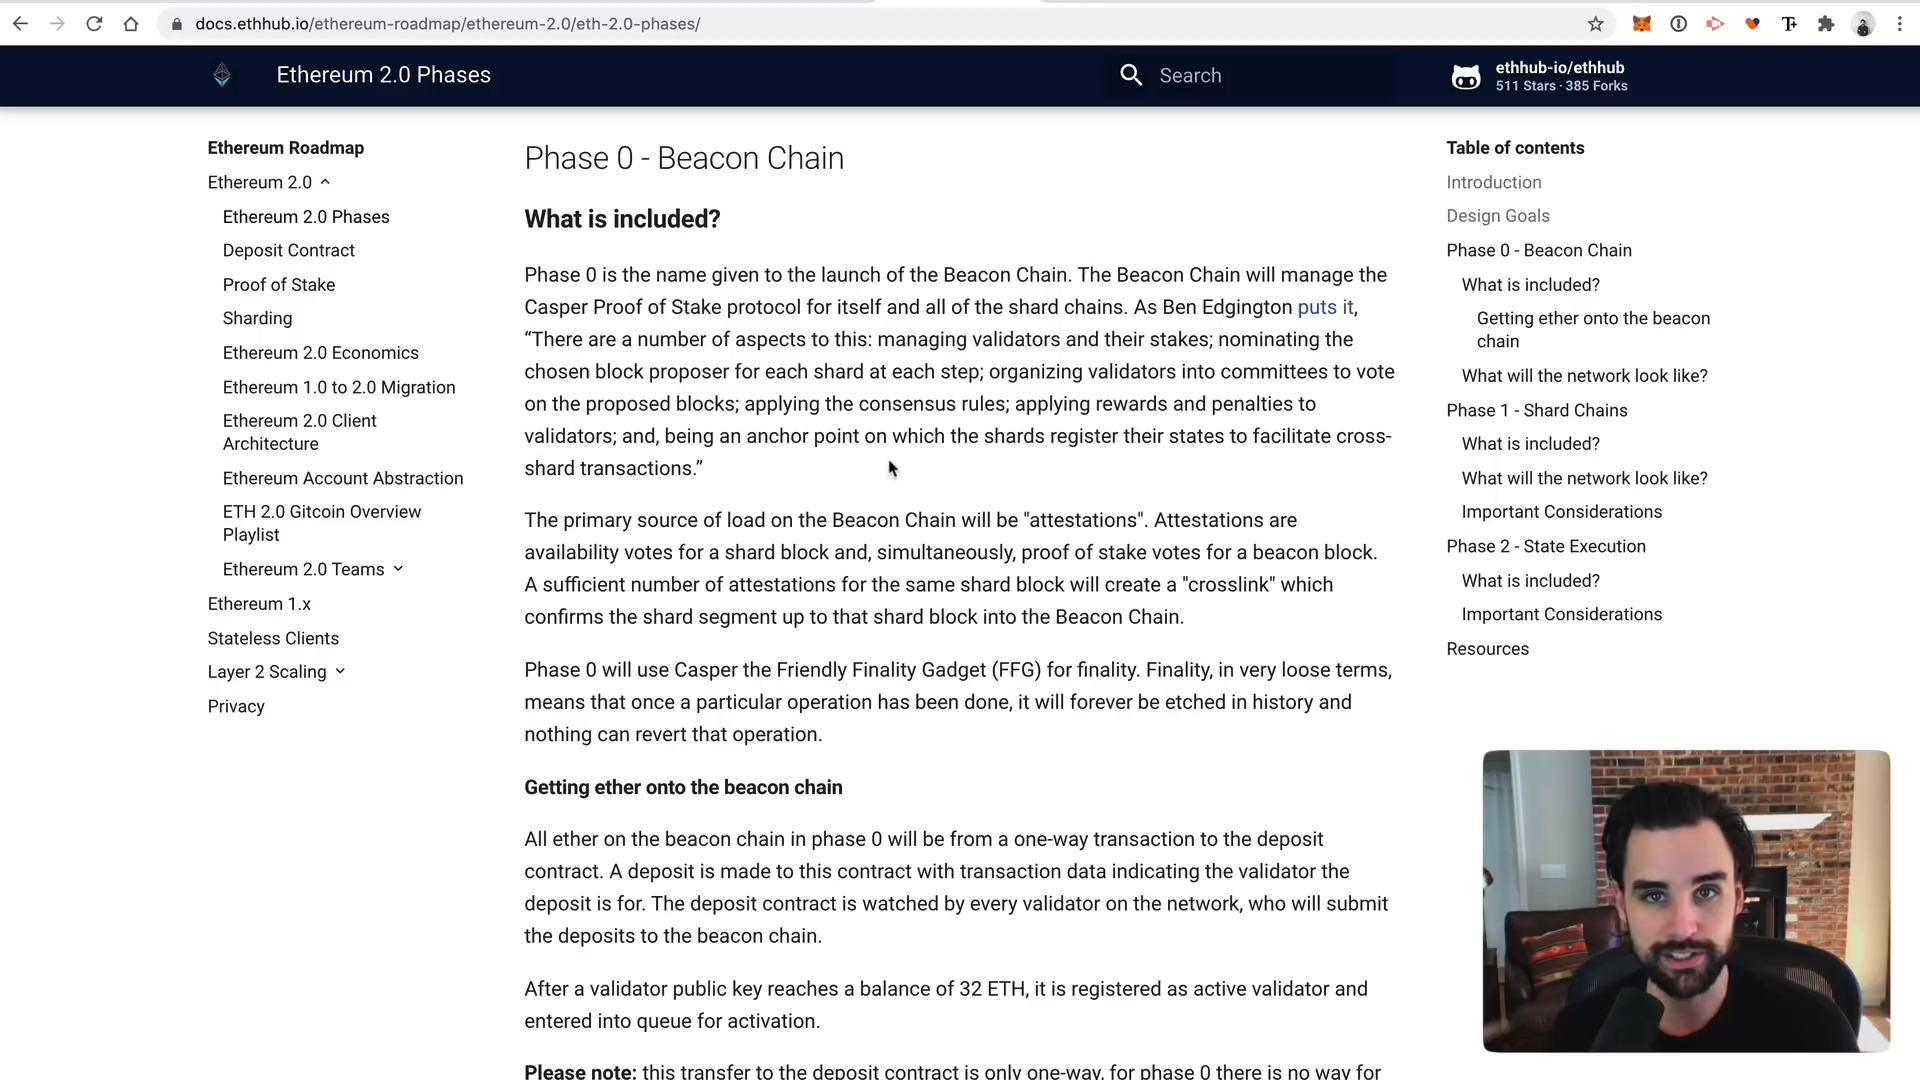 docs.ethhub.io/ethereum-roadmap/ethereum-2.0/eth-2.0-phases/
Ethereum 2.0 Phases
Search
ethhub-io/ethhub
511 Stars · 385 Forks
Ethereum Roadmap
Ethereum 2.0
Ethereum 2.0 Phases
Deposit Contract
Proof of Stake
Sharding
Ethereum 2.0 Economics
Ethereum 1.0 to 2.0 Migration
Ethereum 2.0 Client
Architecture
Ethereum Account Abstraction
ETH 2.0 Gitcoin Overview
Playlist
Ethereum 2.0 Teams
Ethereum 1.x
Stateless Clients
Layer 2 Scaling
Privacy
Phase 0 - Beacon Chain
What is included?
Phase 0 is the name given to the launch of the Beacon Chain. The Beacon Chain will manage the
Casper Proof of Stake protocol for itself and all of the shard chains. As Ben Edgington puts it,
“There are a number of aspects to this: managing validators and their stakes; nominating the
chosen block proposer for each shard at each step; organizing validators into committees to vote
on the proposed blocks; applying the consensus rules; applying rewards and penalties to
validators; and, being an anchor point on which the shards register their states to facilitate cross-
shard transactions.”
The primary source of load on the Beacon Chain will be "attestations". Attestations are
availability votes for a shard block and, simultaneously, proof of stake votes for a beacon block.
A sufficient number of attestations for the same shard block will create a "crosslink" which
confirms the shard segment up to that shard block into the Beacon Chain.
Phase 0 will use Casper the Friendly Finality Gadget (FFG) for finality. Finality, in very loose terms,
means that once a particular operation has been done, it will forever be etched in history and
nothing can revert that operation.
Getting ether onto the beacon chain
All ether on the beacon chain in phase 0 will be from a one-way transaction to the deposit
contract. A deposit is made to this contract with transaction data indicating the validator the
deposit is for. The deposit contract is watched by every validator on the network, who will submit
the deposits to the beacon chain.
After a validator public key reaches a balance of 32 ETH, it is registered as active validator and
entered into queue for activation.
Please note: this transfer to the deposit contract is only one-way, for phase 0 there is no way for
Table of contents
Introduction
Design Goals
Phase 0 - Beacon Chain
What is included?
Getting ether onto the beacon
chain
What will the network look like?
Phase 1 - Shard Chains
What is included?
What will the network look like?
Important Considerations
Phase 2 - State Execution
What is included?
Important Considerations
Resources